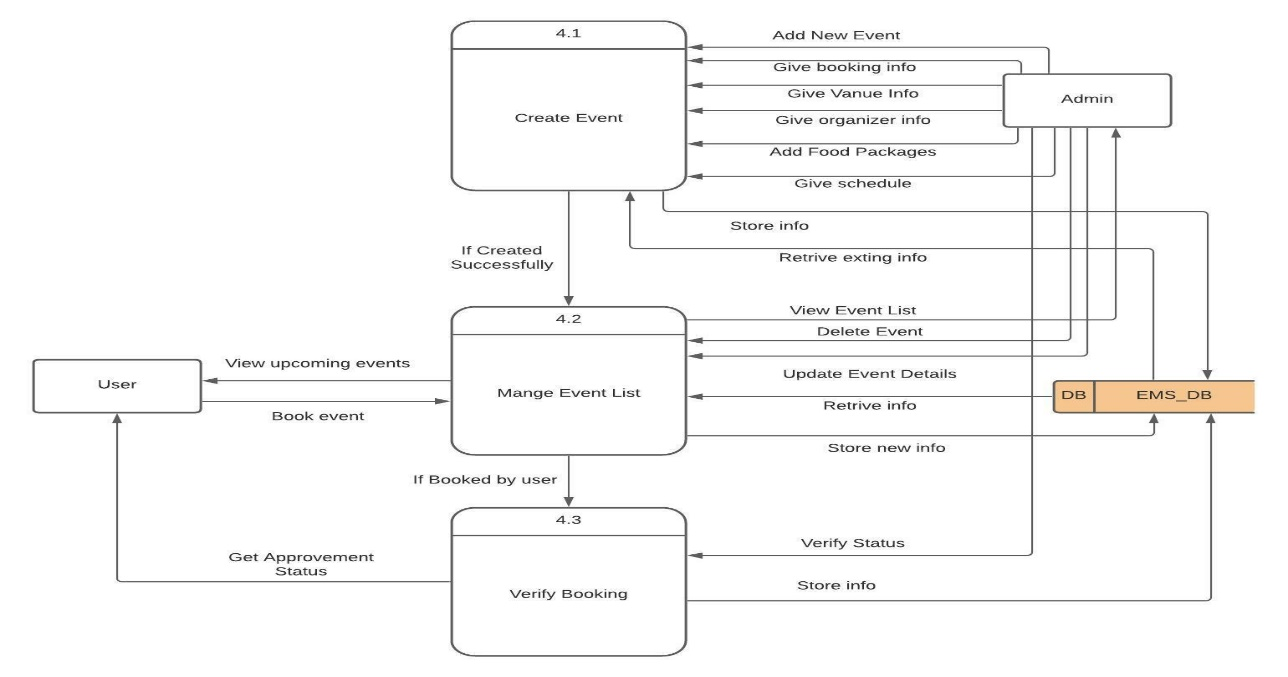 4.1
Create Event
Add New Event
Give booking info
Give Vanue Info
Give organizer info
Add Food Packages
Give schedule
Admin
Store info
Retrive exting info
If Created
Successfully
4.2
Mange Event List
View Event List
Delete Event
Update Event Details
Retrive info
Store new info
DB
EMS_DB
User
View upcoming events
Book event
If Booked by user
4.3
Verify Booking
Verify Status
Store info
Get Approvement
Status